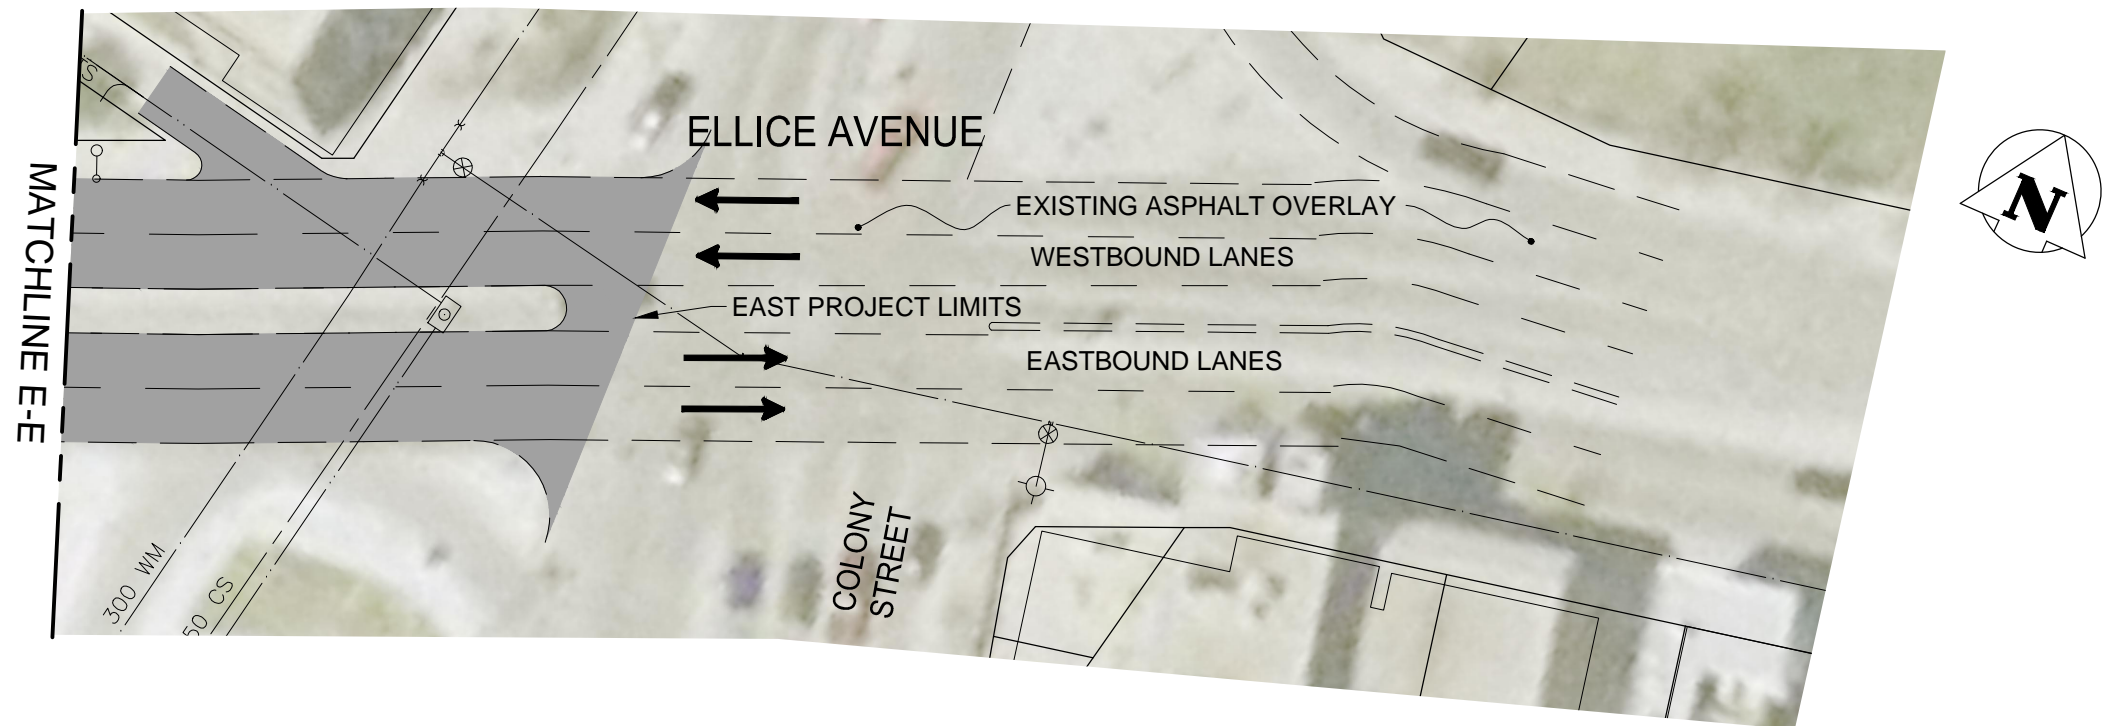 ELLICE AVENUE
EXISTING ASPHALT OVERLAY
WESTBOUND LANES
EAST PROJECT LIMITS
EASTBOUND LANES
MATCHLINE E-E
COLONY
STREET
300 WM
50 CS
N